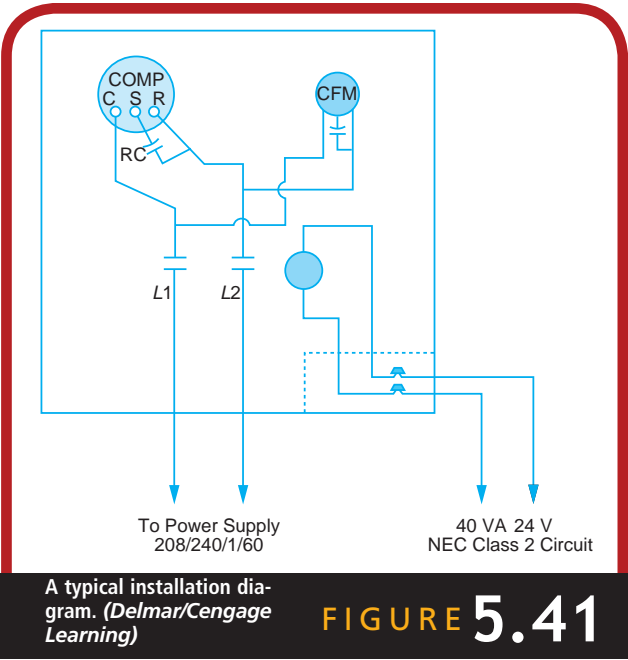 COMP
C S R
CFM
RC
L1
L2
To Power Supply
208/240/1/60
40 VA 24 V
NEC Class 2 Circuit
A typical installation dia-
gram. (Delmar/Cengage
Learning)
FIGURE 5.41